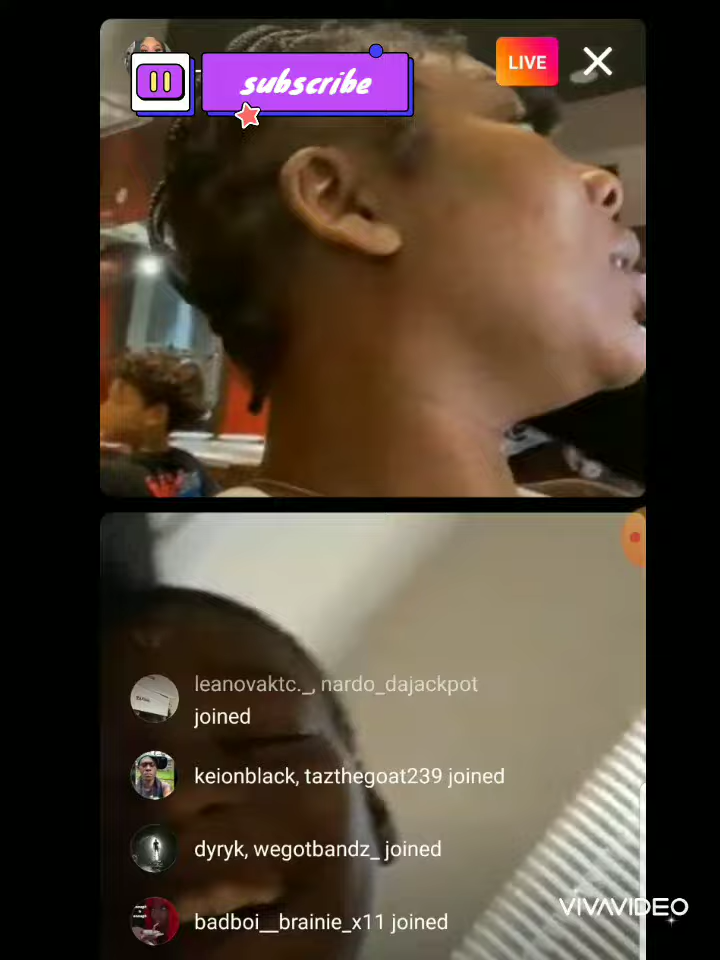 subscribe
LIVE
leanovaktc._, nardo_dajackpot
joined
keionblack, tazthegoat239 joined
dyryk, wegotbandz_ joined
badboi__brainie_x11 joined
VIVAVIDEO